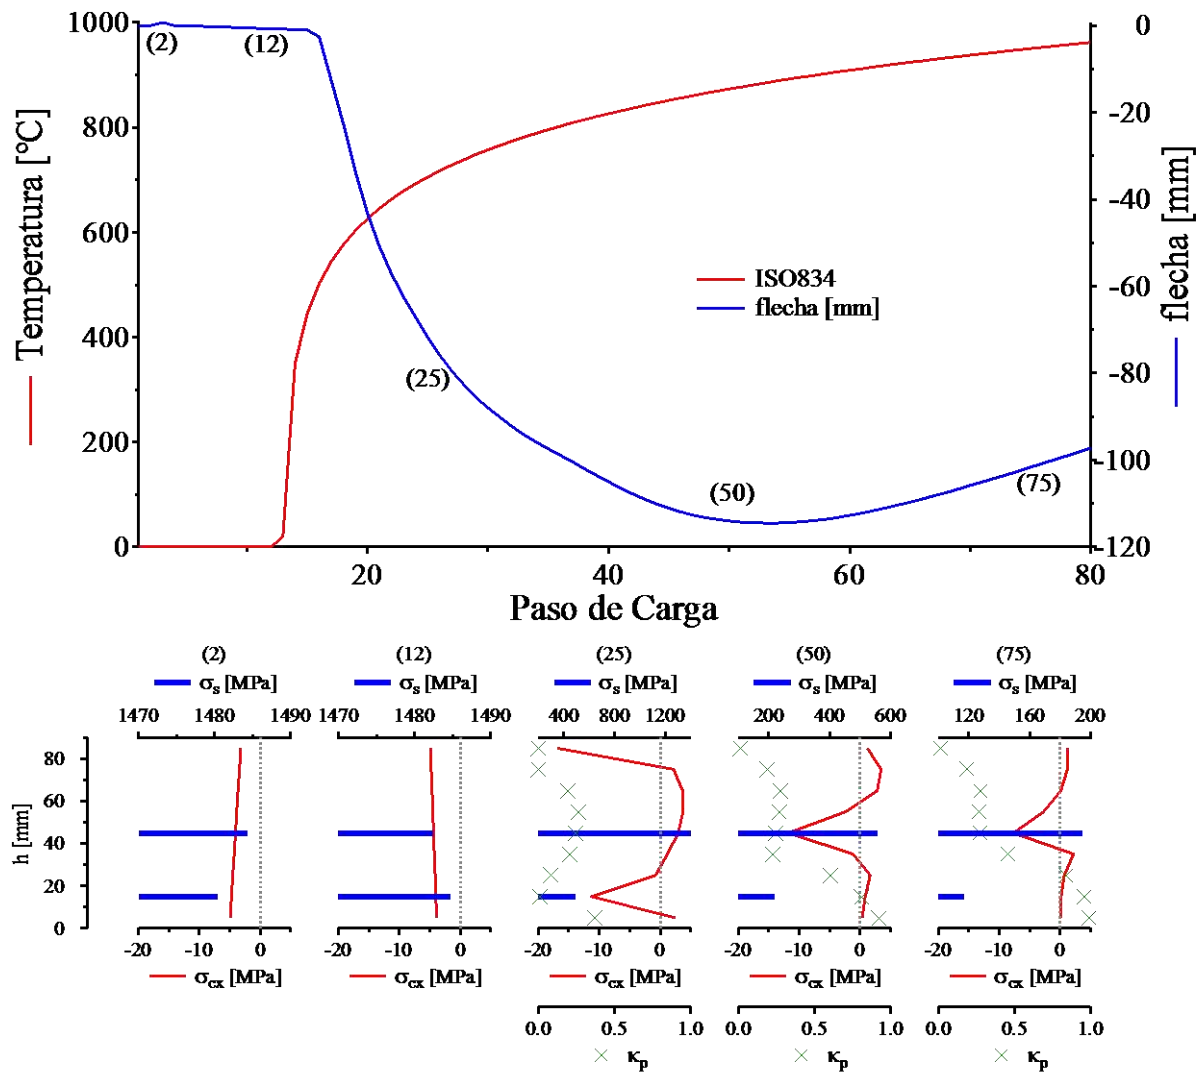 1000
800
600
400
200
0
Temperatura [°C]
(2)
(12)
(25)
(50)
(75)
ISO834
flecha [mm]
0
-20
-40
-60
-80
-100
-120
flecha [mm]
20
40
60
80
Paso de Carga
(2)
(12)
(25)
(50)
(75)
σs [MPa]
σs [MPa]
σs [MPa]
σs [MPa]
σs [MPa]
1470 1480 1490
1470 1480 1490
400 800 1200
200 400 600
120 160 200
h [mm]
80
60
40
20
0
-20 -10 0
-20 -10 0
-20 -10 0
-20 -10 0
-20 -10 0
σcx [MPa]
σcx [MPa]
σcx [MPa]
σcx [MPa]
σcx [MPa]
0.0 0.5 1.0
0.0 0.5 1.0
0.0 0.5 1.0
κp
κp
κp